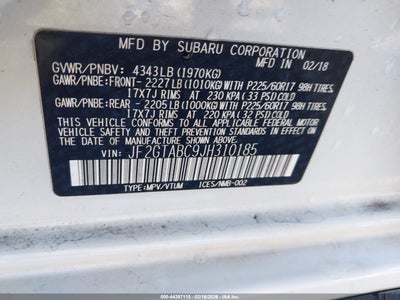 MFD BY SUBARU CORPORATION
GVWR/PNBV: 4343LB (1970KG) MFD IN 02/18
GAWR/PNBE:FRONT- 2227LB (1010KG) P225/60R17 98H TIRES
17X7J RIMS AT 230 KPA (33 PSI) COLD
GAWR/PNBE:REAR - 2205LB (1000KG) P225/60R17 98H TIRES
17X7J RIMS AT 220 KPA (32 PSI) COLD
THIS VEHICLE CONFORMS TO ALL APPLICABLE FEDERAL
MOTOR VEHICLE SAFETY, BUMPER, AND THEFT PREVENTION
STANDARDS IN EFFECT ON THE DATE OF MANUFACTURE SHOWN ABOVE.
VIN: JF2GTABC9JH310185
TYPE:MPV/VTUM ICES/NMB-002